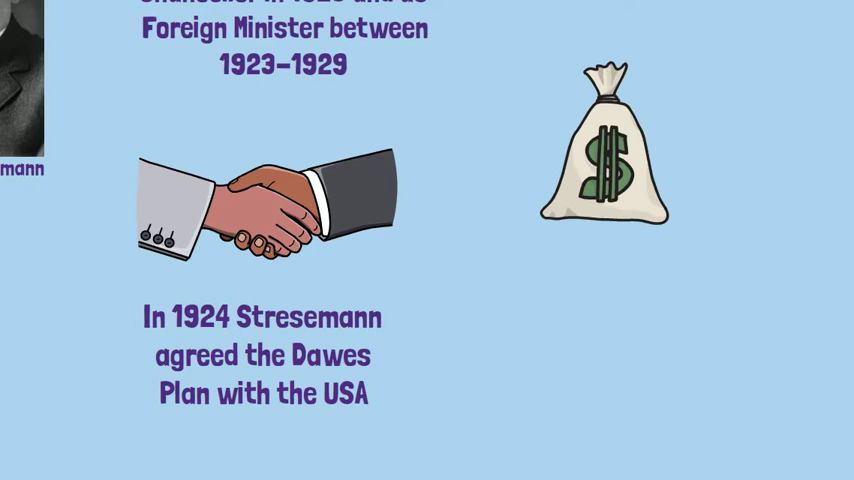 Foreign Minister between
1923–1929
mann
In 1924 Stresemann
agreed the Dawes
Plan with the USA
$